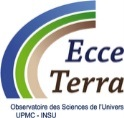 Ecce
Terra
Observatoire des Sciences de l'Univers
UPMC - INSU